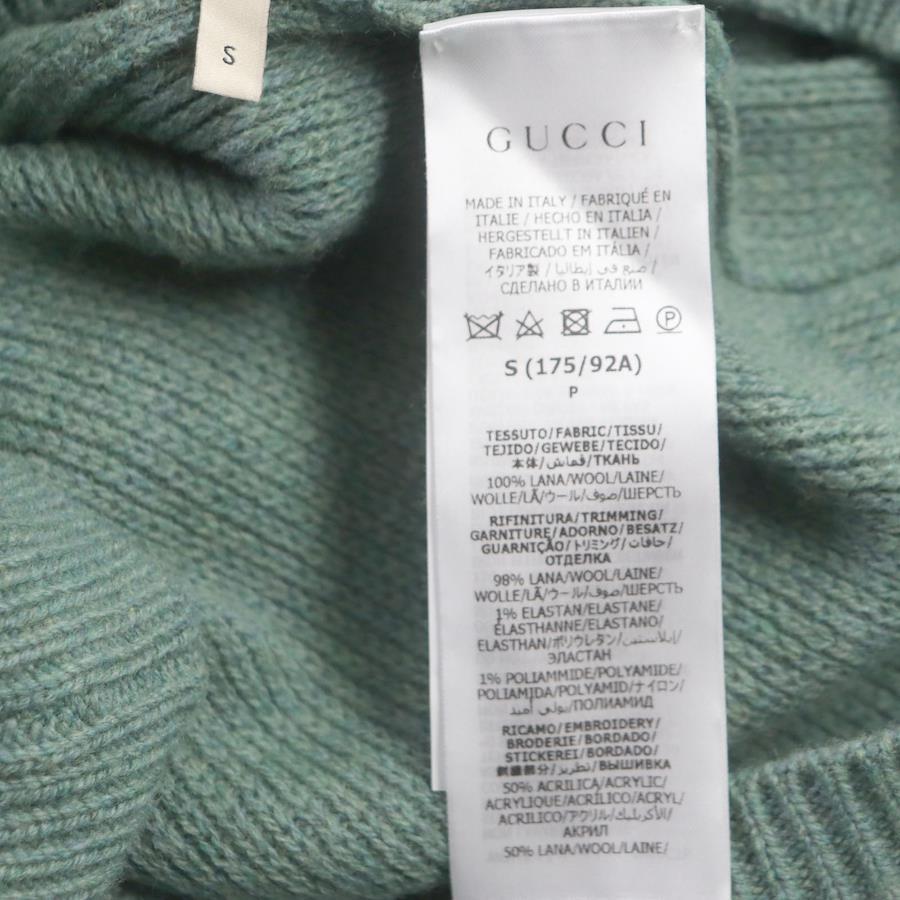 S
GUCCI
MADE IN ITALY / FABRIQUÉ EN
ITALIE / HECHO EN ITALIA /
HERGESTELLT IN ITALIEN /
FABRICADO EM ITÁLIA /
イタリア製 / صنع في إيطاليا /
СДЕЛАНО В ИТАЛИИ
P
S (175/92A)
P
TESSUTO/FABRIC/TISSU/
TEJIDO/GEWEBE/TECIDO/
本体/قماش/ТКАНЬ
100% LANA/WOOL/LAINE/
WOLLE/LÃ/ウール/صوف/ШЕРСТЬ
RIFINITURA/TRIMMING/
GARNITURE/ADORNO/BESATZ/
GUARNIÇÃO/トリミング/حافات/
ОТДЕЛКА
98% LANA/WOOL/LAINE/
WOLLE/LÃ/ウール/صوف/ШЕРСТЬ
1% ELASTAN/ELASTANE/
ÉLASTHANNE/ELASTANO/
ELASTHAN/ポリウレタン/إيلاستين/
ЭЛАСТАН
1% POLIAMMIDE/POLYAMIDE/
POLIAMIDA/POLYAMID/ナイロン/
بولي أميد/ПОЛИАМИД
RICAMO/EMBROIDERY/
BRODERIE/BORDADO/
STICKEREI/BORDADO/
刺繍部分/تطريز/ВЫШИВКА
50% ACRILICA/ACRYLIC/
ACRYLIQUE/ACRÍLICO/ACRYL/
ACRÍLICO/アクリル/الأكريليك/
АКРИЛ
50% LANA/WOOL/LAINE/